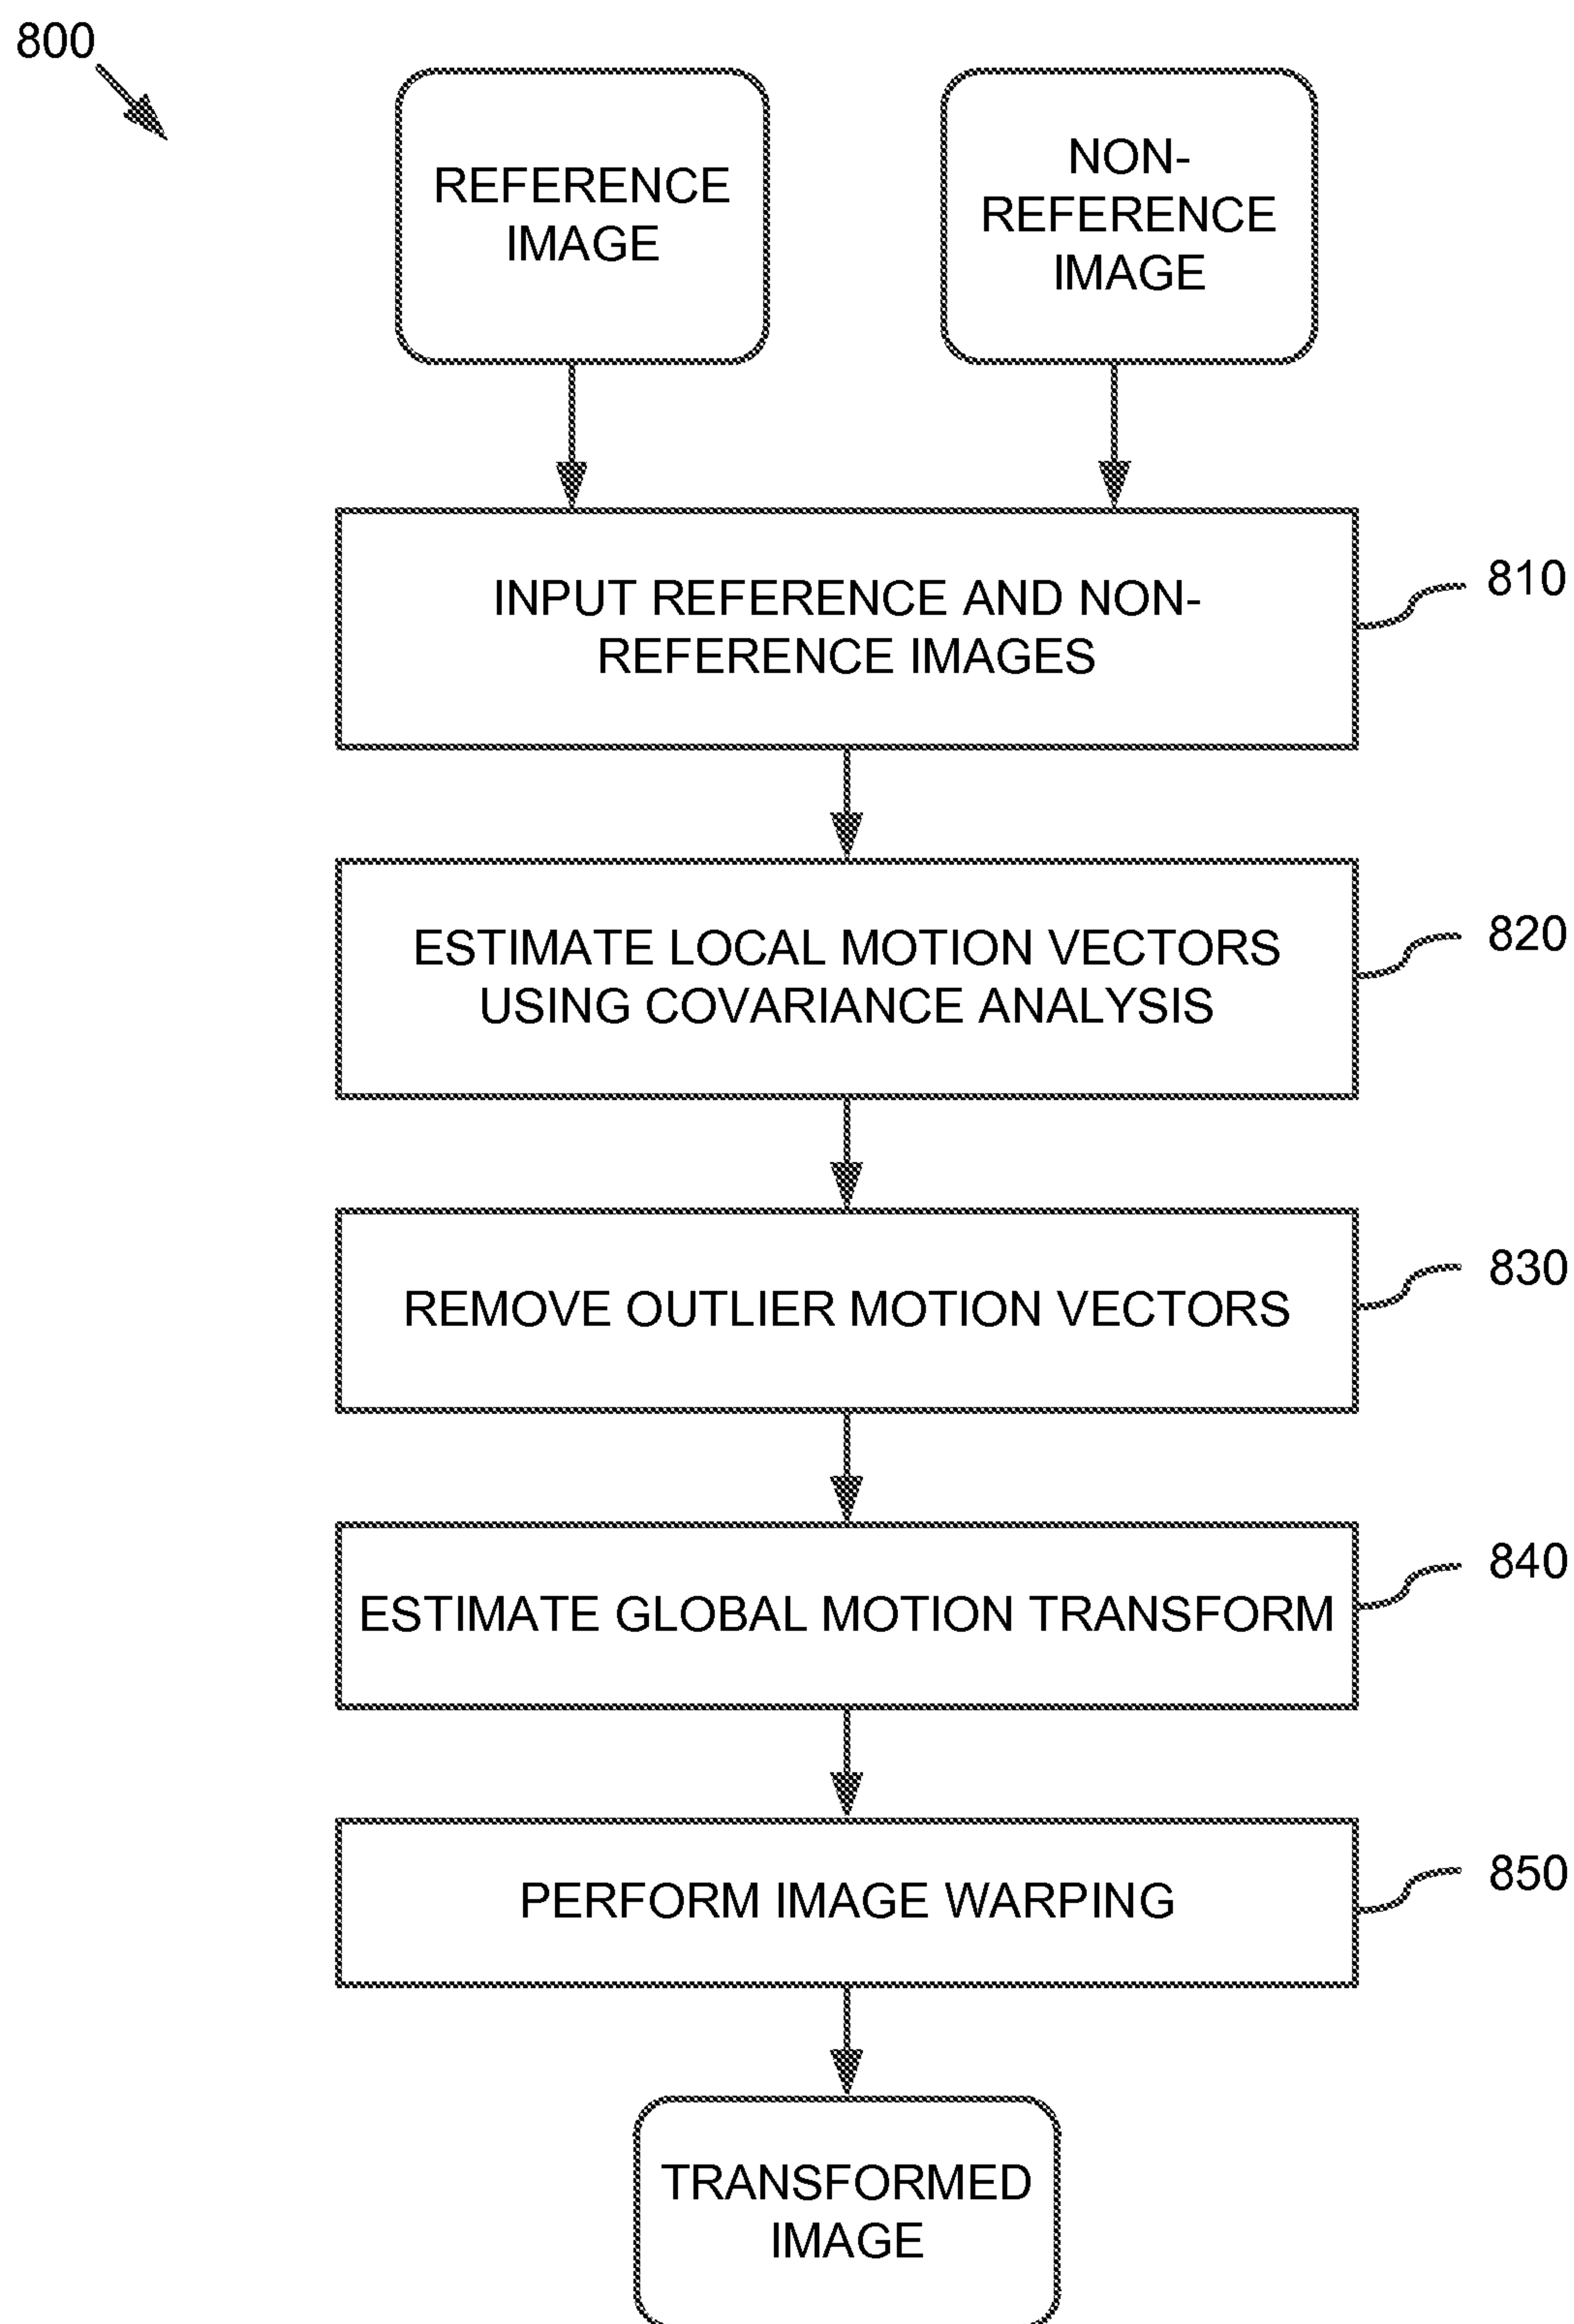 800
REFERENCE
IMAGE
NON-
REFERENCE
IMAGE
INPUT REFERENCE AND NON-
REFERENCE IMAGES
810
ESTIMATE LOCAL MOTION VECTORS
USING COVARIANCE ANALYSIS
820
REMOVE OUTLIER MOTION VECTORS
830
ESTIMATE GLOBAL MOTION TRANSFORM
840
PERFORM IMAGE WARPING
850
TRANSFORMED
IMAGE